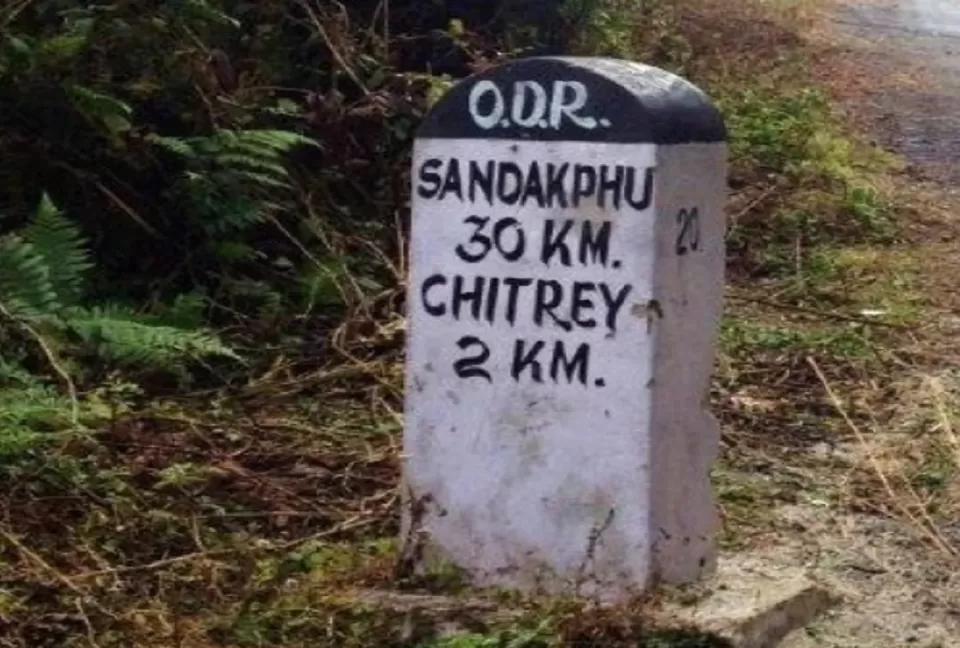 O.D.R.
SANDAKPHU
30 KM.
CHITREY
2 KM.
20.